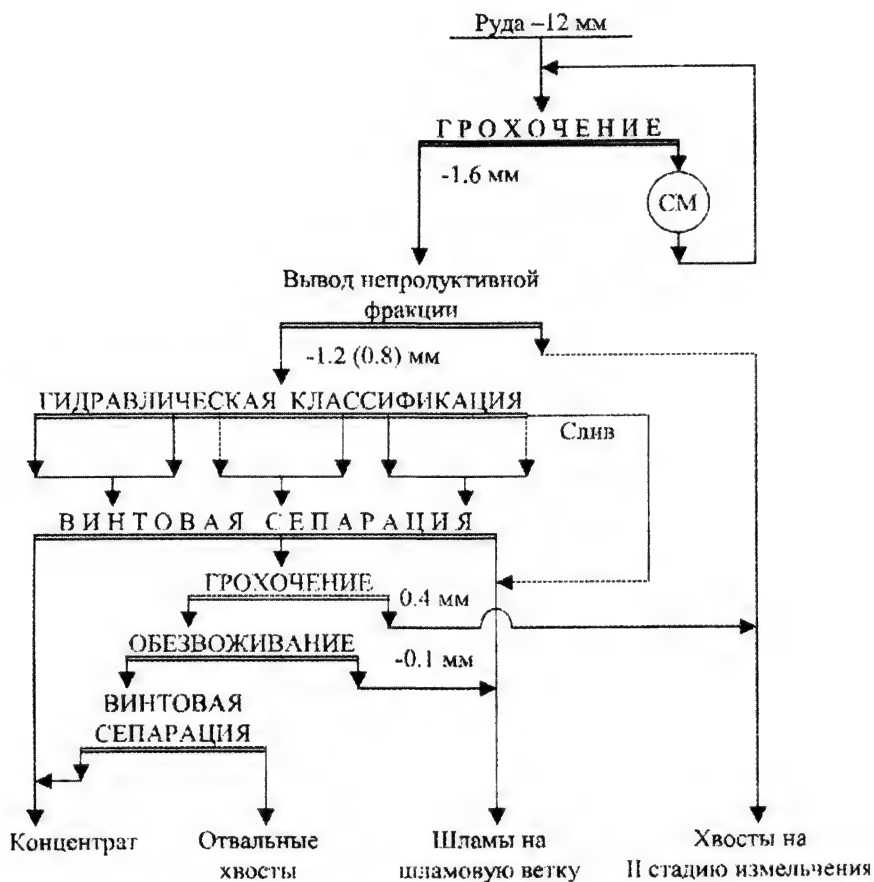 Руда –12 мм
ГРОХОЧЕНИЕ
-1.6 мм
СМ
Вывод непродуктивной
фракции
-1.2 (0.8) мм
ГИДРАВЛИЧЕСКАЯ КЛАССИФИКАЦИЯ
Слив
ВИНТОВАЯ СЕПАРАЦИЯ
ГРОХОЧЕНИЕ
0.4 мм
ОБЕЗВОЖИВАНИЕ
-0.1 мм
ВИНТОВАЯ
СЕПАРАЦИЯ
Концентрат
Отвальные
хвосты
Шламы на
шламовую ветку
Хвосты на
II стадию измельчения